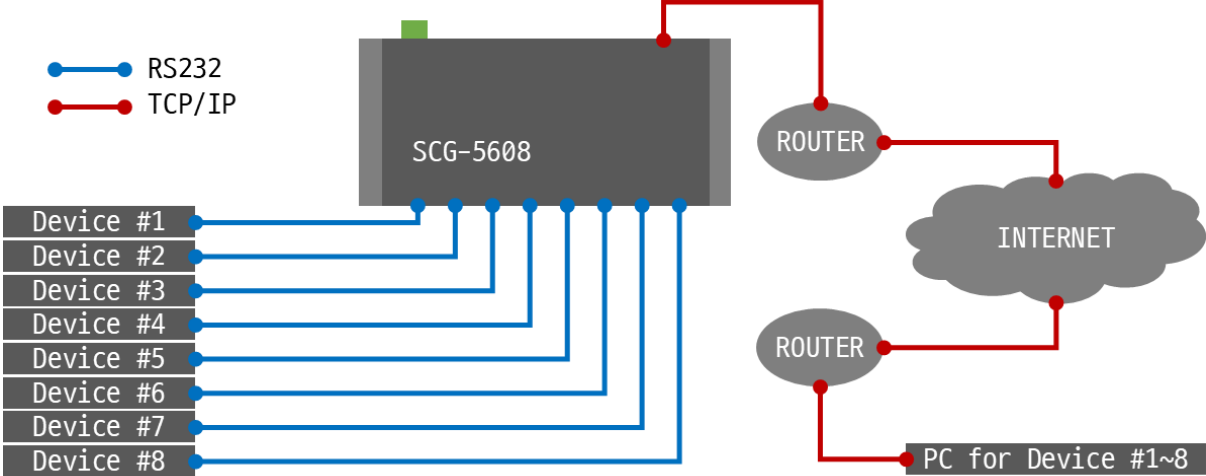 RS232
TCP/IP
SCG-5608
ROUTER
INTERNET
ROUTER
Device #1
Device #2
Device #3
Device #4
Device #5
Device #6
Device #7
Device #8
PC for Device #1~8